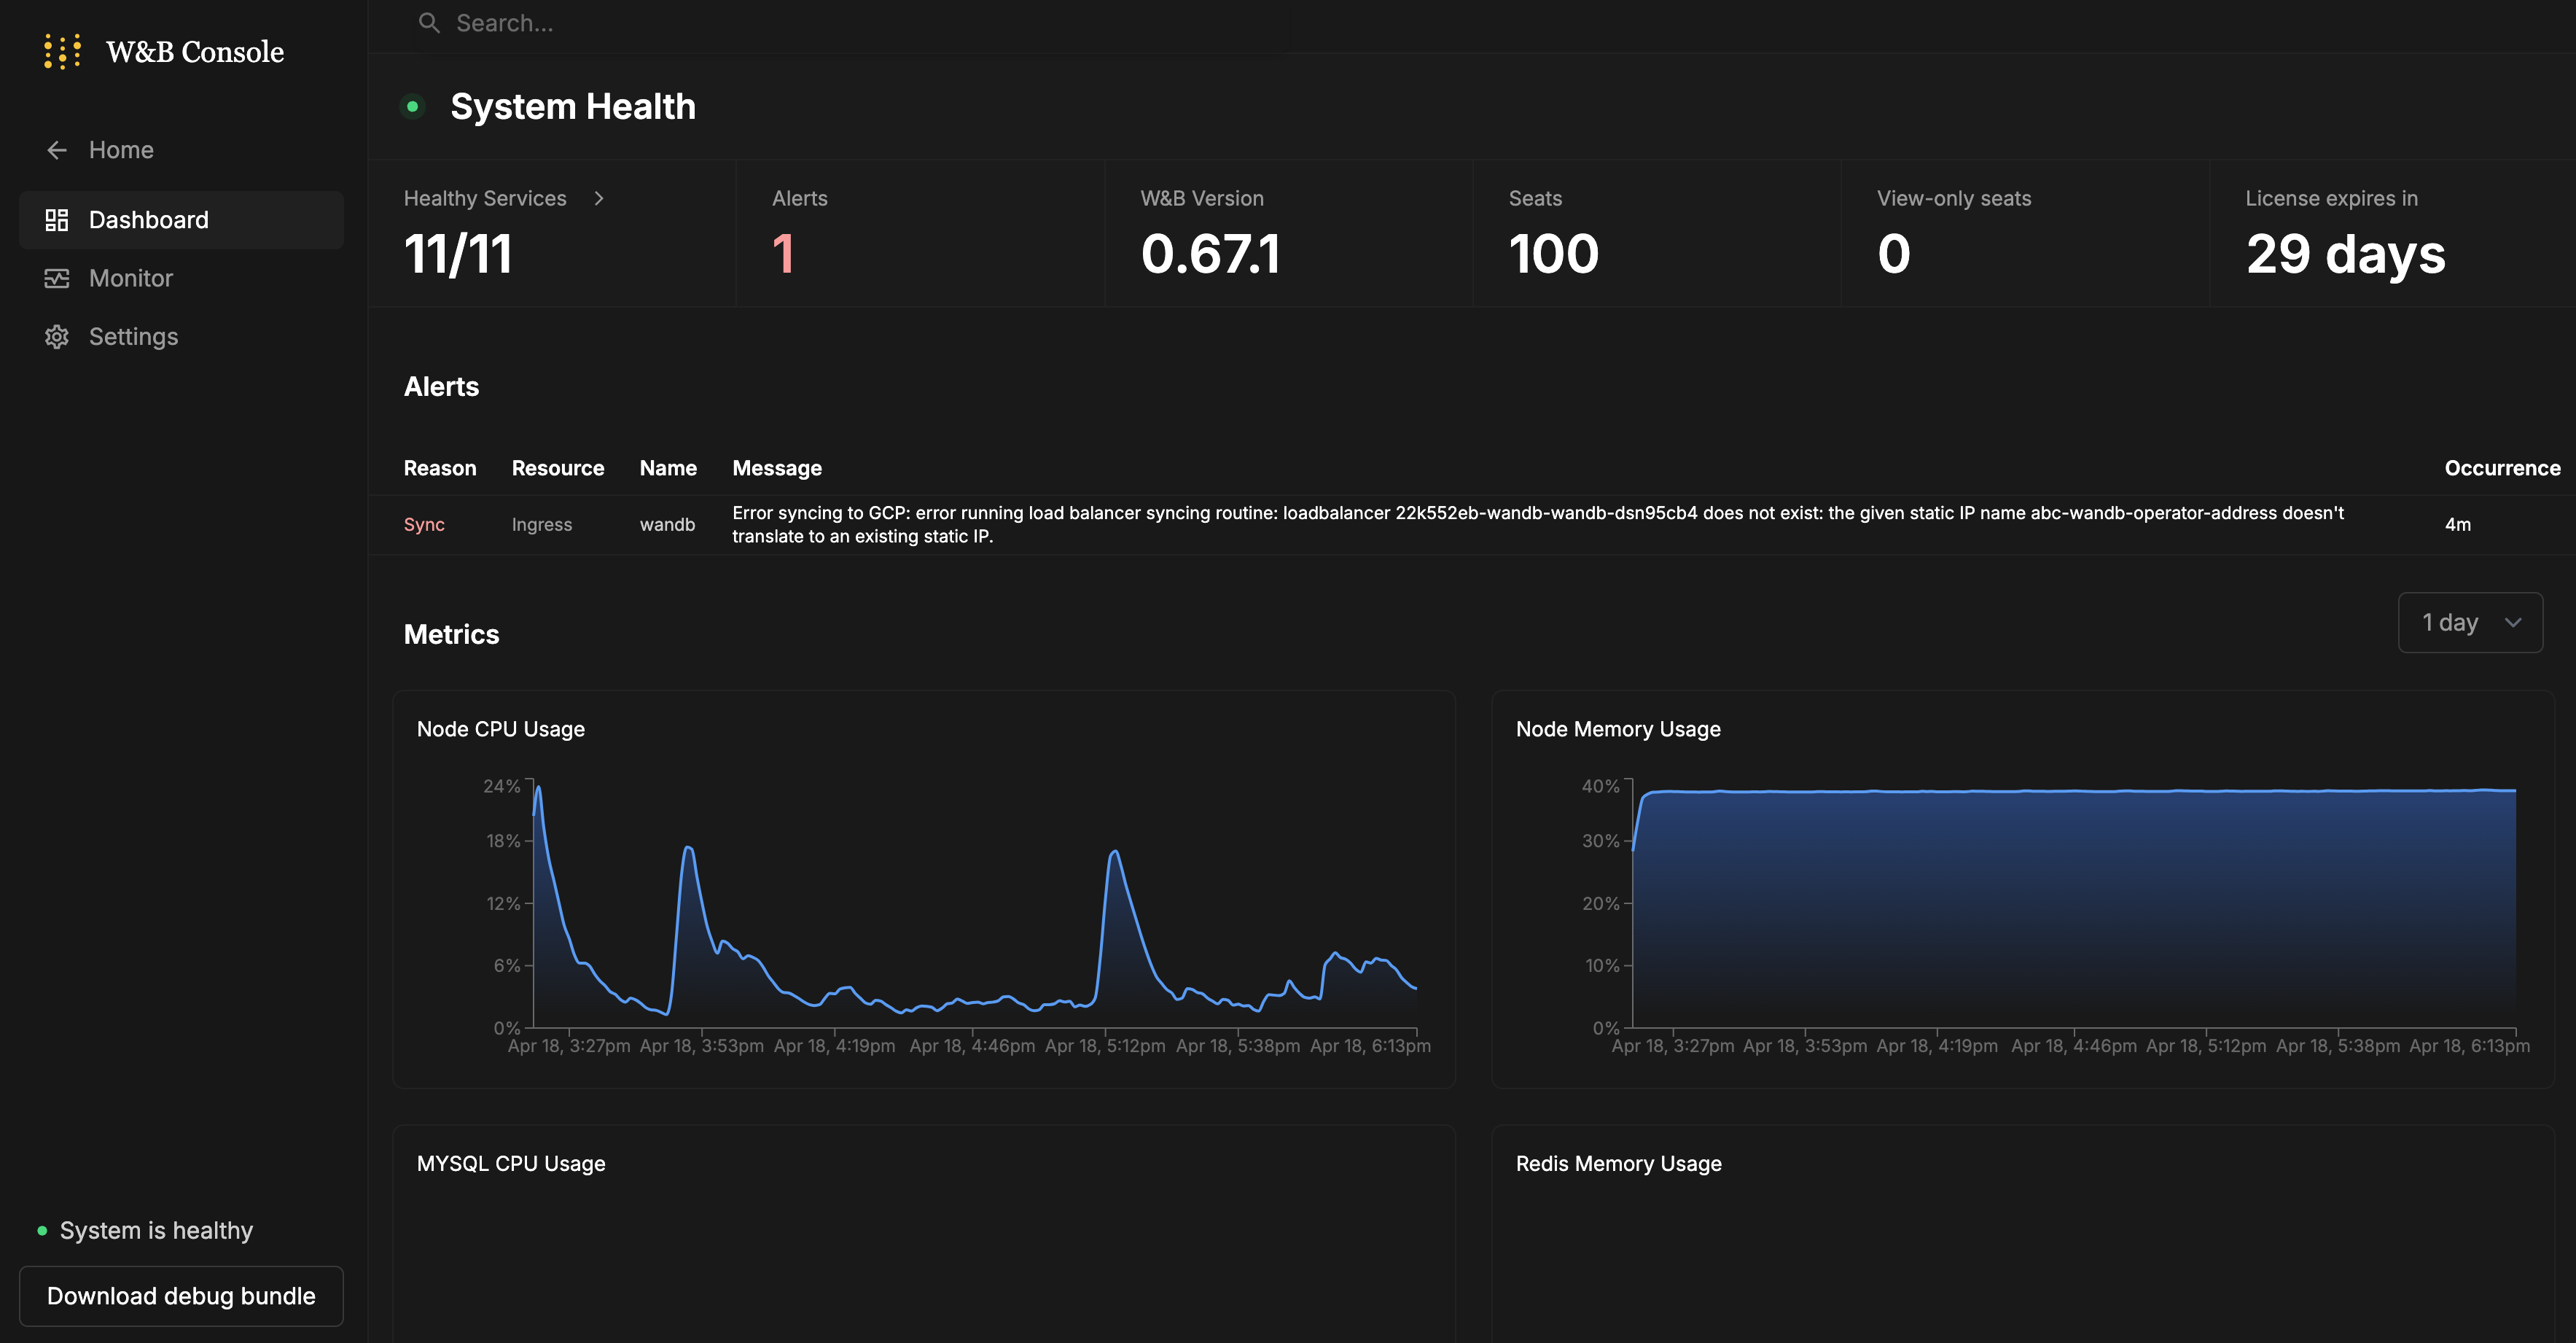 W&B Console
Home
Dashboard
Monitor
Settings
System is healthy
Download debug bundle
Search...
System Health
Healthy Services
11/11
Alerts
1
W&B Version
0.67.1
Seats
100
View-only seats
0
License expires in
29 days
Alerts
Reason Resource Name Message Occurrence
Sync Ingress wandb Error syncing to GCP: error running load balancer syncing routine: loadbalancer 22k552eb-wandb-wandb-dsn95cb4 does not exist: the given static IP name abc-wandb-operator-address doesn't
translate to an existing static IP.
4m
Metrics
1 day
Node CPU Usage
24%
18%
12%
6%
0%
Apr 18, 3:27pm Apr 18, 3:53pm Apr 18, 4:19pm Apr 18, 4:46pm Apr 18, 5:12pm Apr 18, 5:38pm Apr 18, 6:13pm
Node Memory Usage
40%
30%
20%
10%
0%
Apr 18, 3:27pm Apr 18, 3:53pm Apr 18, 4:19pm Apr 18, 4:46pm Apr 18, 5:12pm Apr 18, 5:38pm Apr 18, 6:13pm
MYSQL CPU Usage
Redis Memory Usage